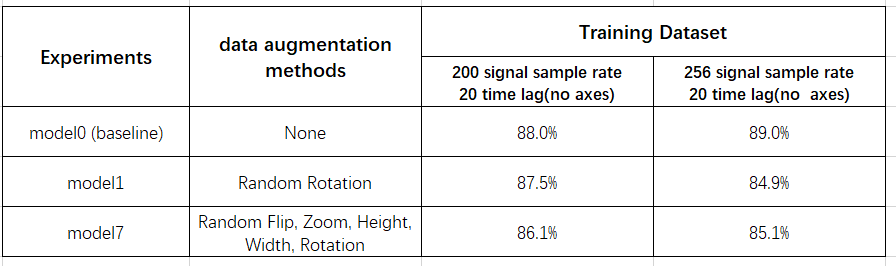 Experiments
data augmentation
methods
Training Dataset
200 signal sample rate
20 time lag(no axes)
256 signal sample rate
20 time lag(no  axes)
model0 (baseline)
None
88.0%
89.0%
model1
Random Rotation
87.5%
84.9%
model7
Random Flip, Zoom, Height,
Width, Rotation
86.1%
85.1%